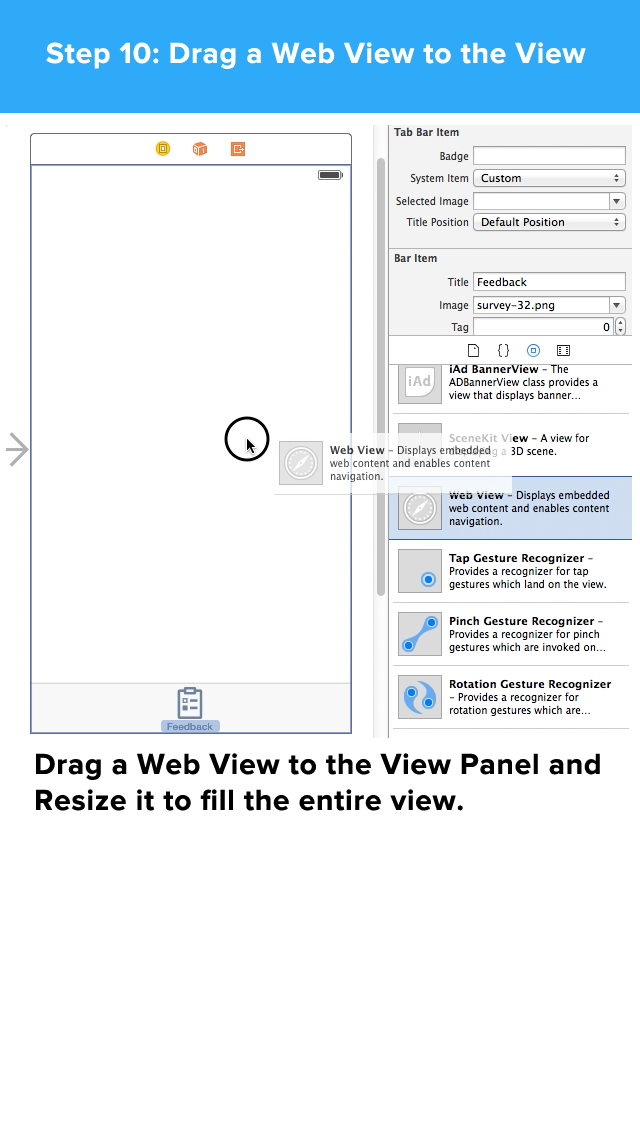 Step 10: Drag a Web View to the View
Tab Bar Item
Badge
System Item Custom
Selected Image
Title Position Default Position
Bar Item
Title Feedback
Image survey-32.png
Tag 0
iAd
iAd BannerView – The
ADBannerView class provides a
view that displays banner...
SceneKit View – A view for
displaying a 3D scene.
Web View – Displays embedded
web content and enables content
navigation.
Web View – Displays embedded
web content and enables content
navigation.
Tap Gesture Recognizer –
Provides a recognizer for tap
gestures which land on the view.
Pinch Gesture Recognizer –
Provides a recognizer for pinch
gestures which are invoked on...
Rotation Gesture Recognizer
– Provides a recognizer for
rotation gestures which are...
Feedback
Drag a Web View to the View Panel and
Resize it to fill the entire view.